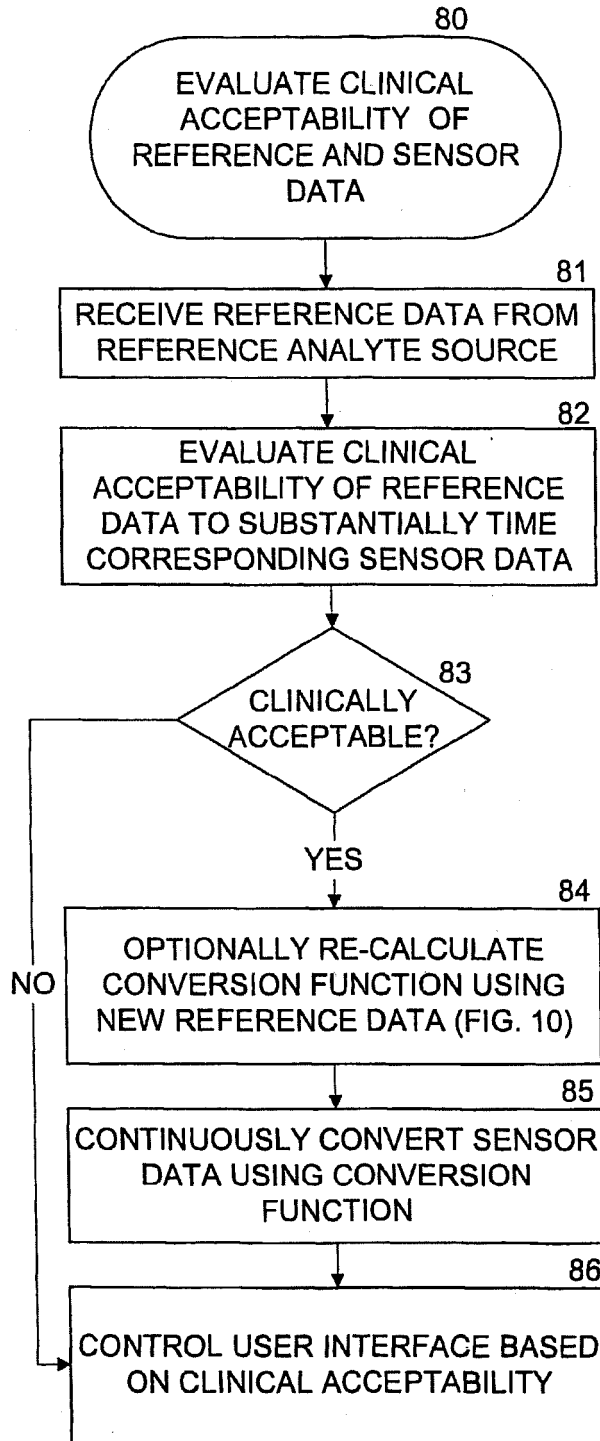 80
EVALUATE CLINICAL
ACCEPTABILITY OF
REFERENCE AND SENSOR
DATA
81
RECEIVE REFERENCE DATA FROM
REFERENCE ANALYTE SOURCE
82
EVALUATE CLINICAL
ACCEPTABILITY OF REFERENCE
DATA TO SUBSTANTIALLY TIME
CORRESPONDING SENSOR DATA
83
CLINICALLY
ACCEPTABLE?
YES
84
NO
OPTIONALLY RE-CALCULATE
CONVERSION FUNCTION USING
NEW REFERENCE DATA (FIG. 10)
85
CONTINUOUSLY CONVERT SENSOR
DATA USING CONVERSION
FUNCTION
86
CONTROL USER INTERFACE BASED
ON CLINICAL ACCEPTABILITY